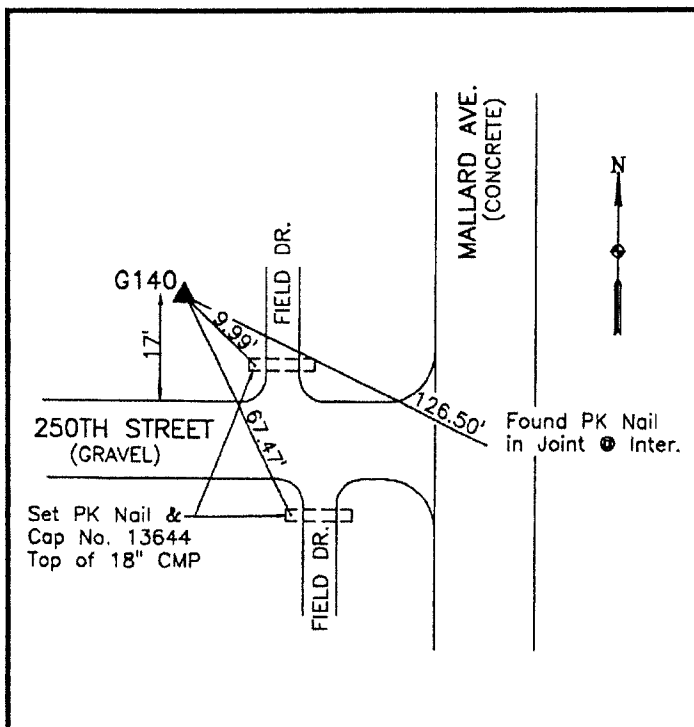 MALLARD AVE.
(CONCRETE)
N
FIELD DR.
G140
9.99'
17'
126.50'
250TH STREET
(GRAVEL)
67.47'
Found PK Nail
in Joint @ Inter.
Set PK Nail &
Cap No. 13644
Top of 18" CMP
FIELD DR.